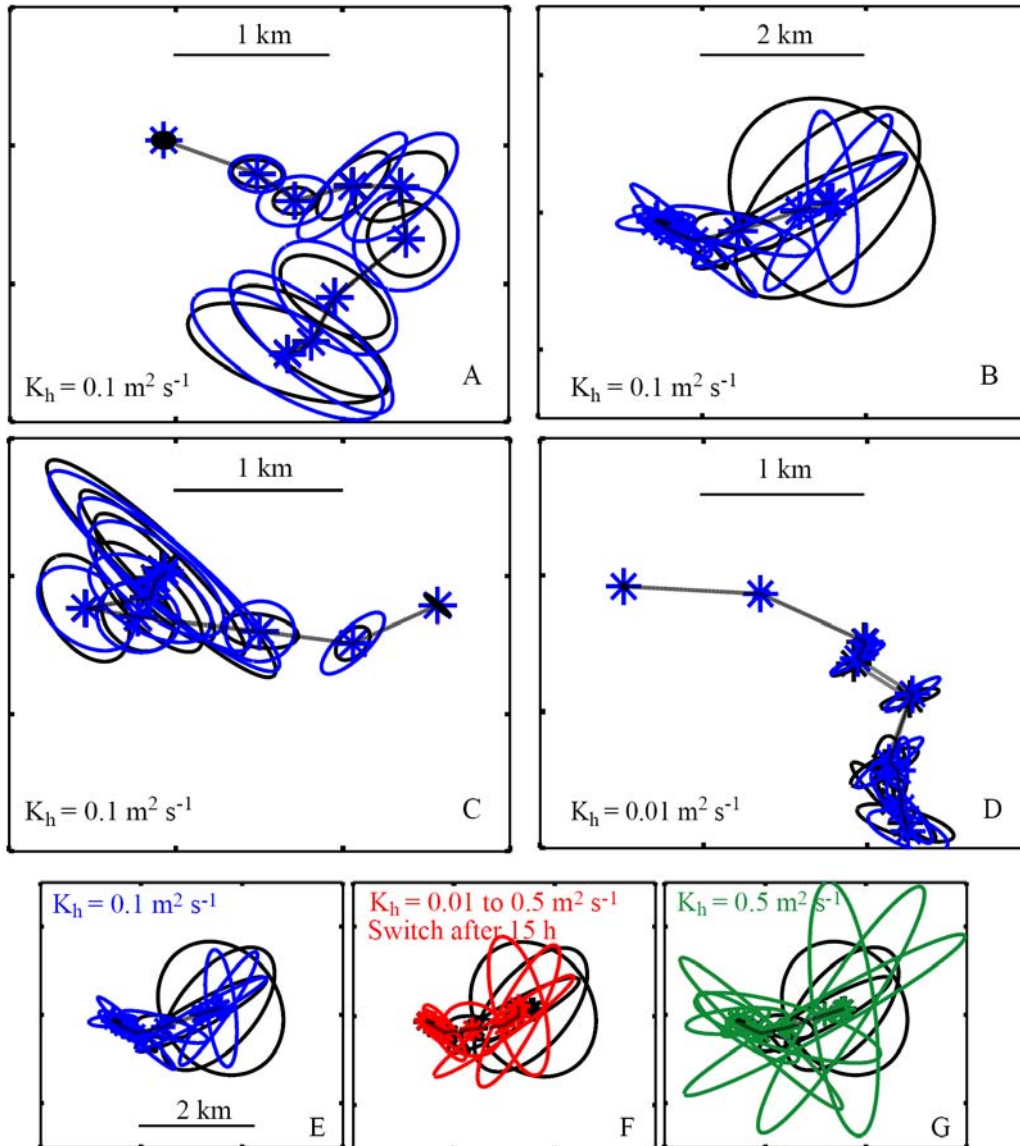 1 km
K_h = 0.1 m² s⁻¹
A
2 km
K_h = 0.1 m² s⁻¹
B
1 km
K_h = 0.1 m² s⁻¹
C
1 km
K_h = 0.01 m² s⁻¹
D
K_h = 0.1 m² s⁻¹
2 km
E
K_h = 0.01 to 0.5 m² s⁻¹
Switch after 15 h
F
K_h = 0.5 m² s⁻¹
G